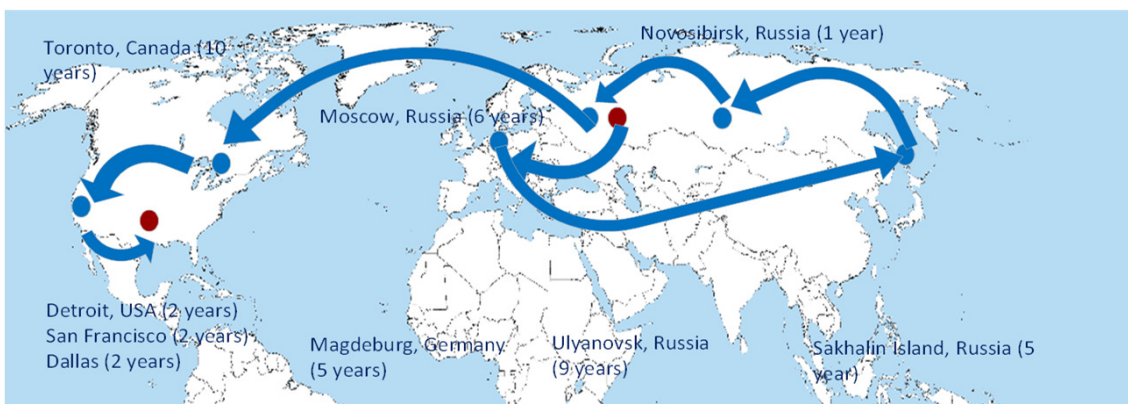 Toronto, Canada (10
years)
Novosibirsk, Russia (1 year)
Moscow, Russia (6 years)
Detroit, USA (2 years)
San Francisco (2 years)
Dallas (2 years)
Magdeburg, Germany
(5 years)
Ulyanovsk, Russia
(9 years)
Sakhalin Island, Russia (5
year)